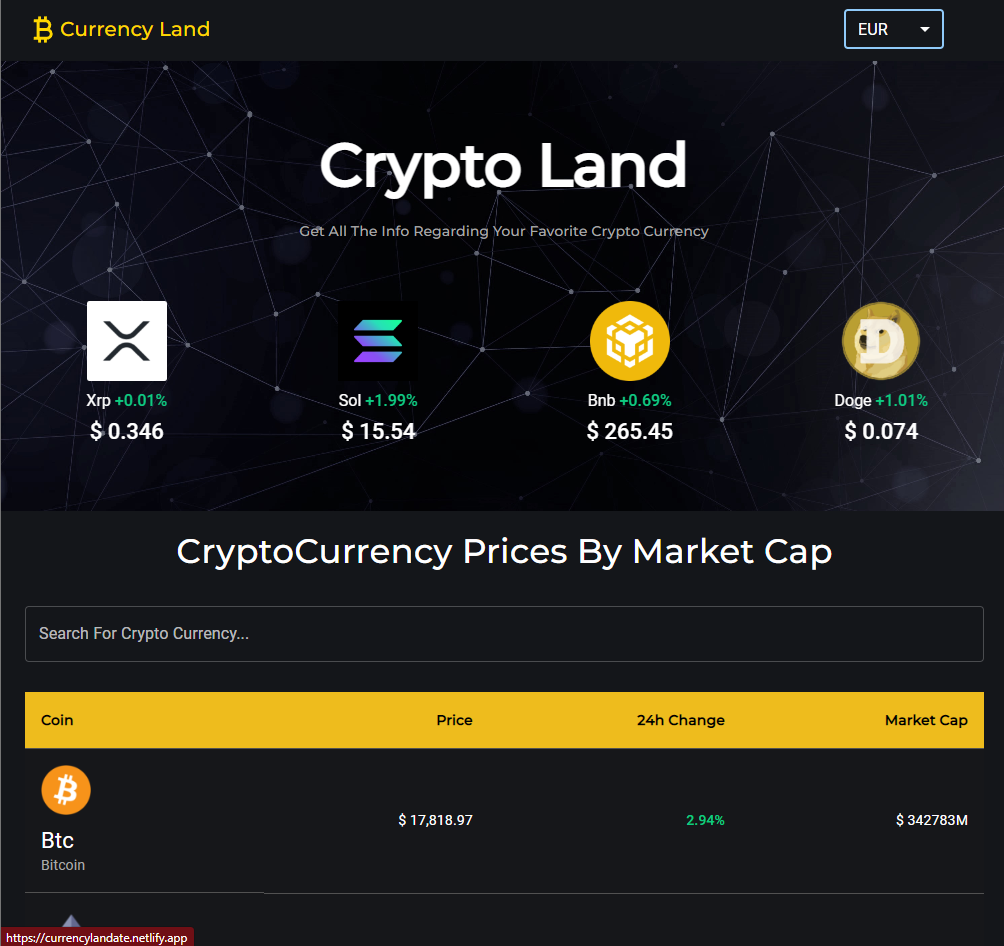 Currency Land
EUR
Crypto Land
Get All The Info Regarding Your Favorite Crypto Currency
Xrp +0.01%
$ 0.346
Sol +1.99%
$ 15.54
Bnb +0.69%
$ 265.45
Doge +1.01%
$ 0.074
CryptoCurrency Prices By Market Cap
Search For Crypto Currency...
Coin Price 24h Change Market Cap
Btc
Bitcoin
$ 17,818.97 2.94% $ 342783M
https://currencylandate.netlify.app